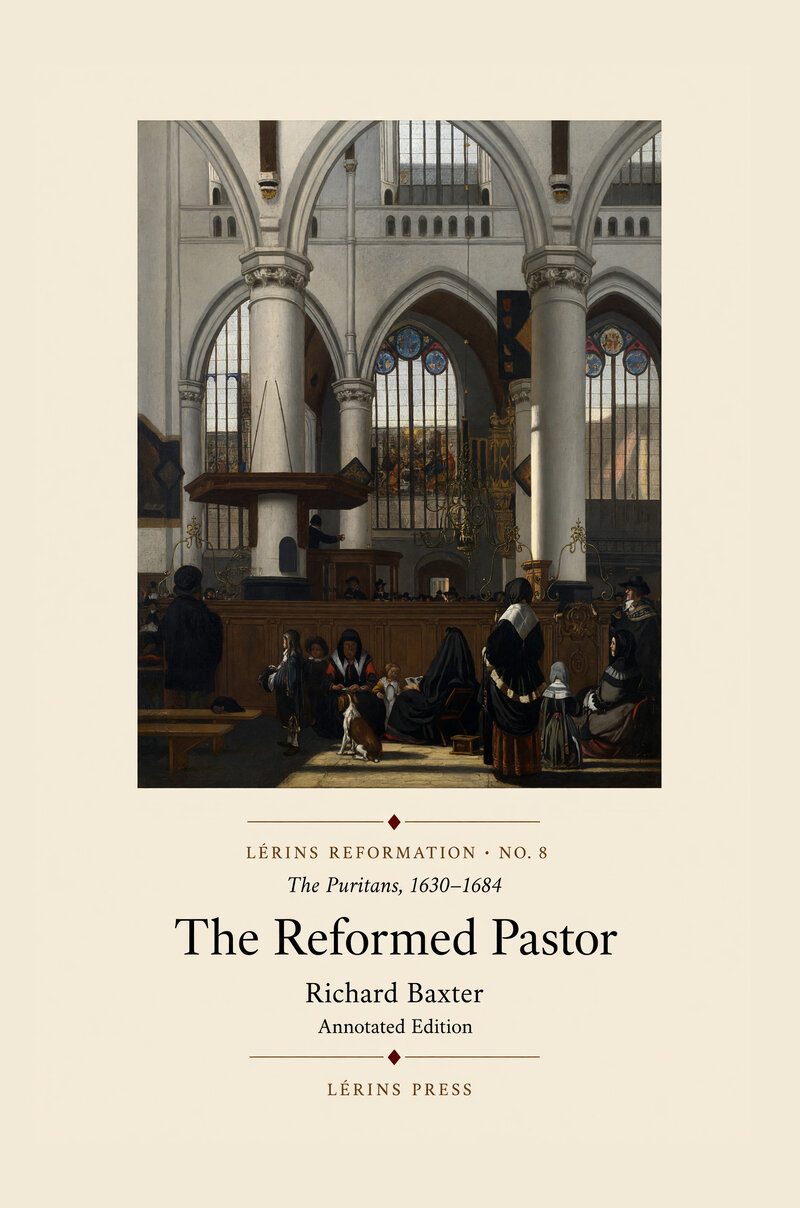 LÉRINS REFORMATION • NO. 8
The Puritans, 1630–1684
The Reformed Pastor
Richard Baxter
Annotated Edition
LÉRINS PRESS